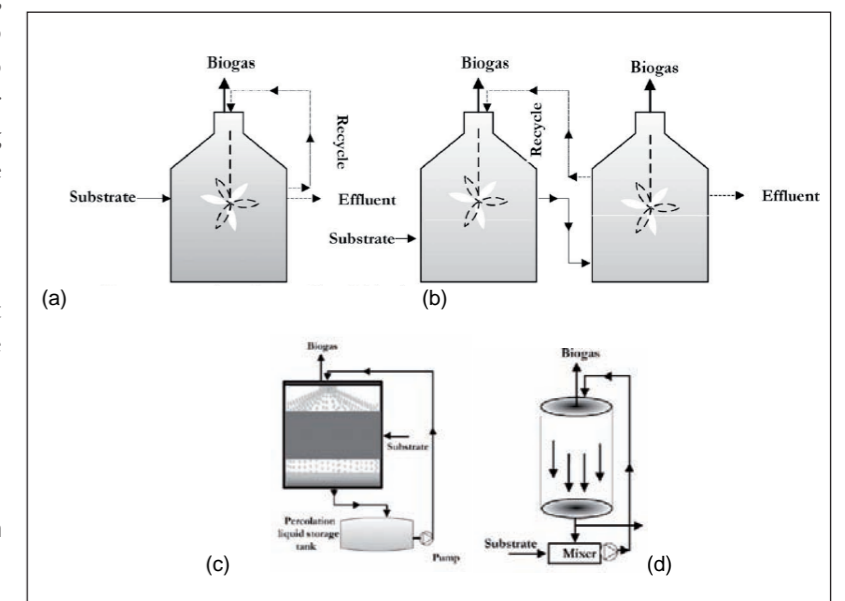 Biogas
Recycle
Substrate
Effluent
(a)
Biogas
Biogas
Recycle
Effluent
Substrate
(b)
Biogas
Substrate
Percolation
liquid storage
tank
Pump
(c)
Biogas
Substrate
Mixer
(d)